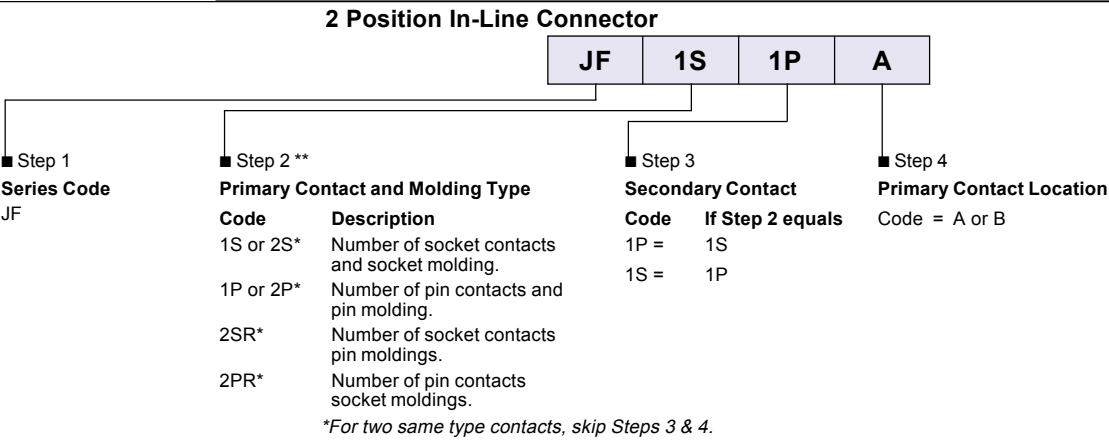 2 Position In-Line Connector
JF 1S 1P A
■ Step 1
Series Code
JF
■ Step 2 **
Primary Contact and Molding Type
Code Description
1S or 2S* Number of socket contacts
and socket molding.
1P or 2P* Number of pin contacts and
pin molding.
2SR* Number of socket contacts
pin moldings.
2PR* Number of pin contacts
socket moldings.
*For two same type contacts, skip Steps 3 & 4.
■ Step 3
Secondary Contact
Code If Step 2 equals
1P = 1S
1S = 1P
■ Step 4
Primary Contact Location
Code = A or B